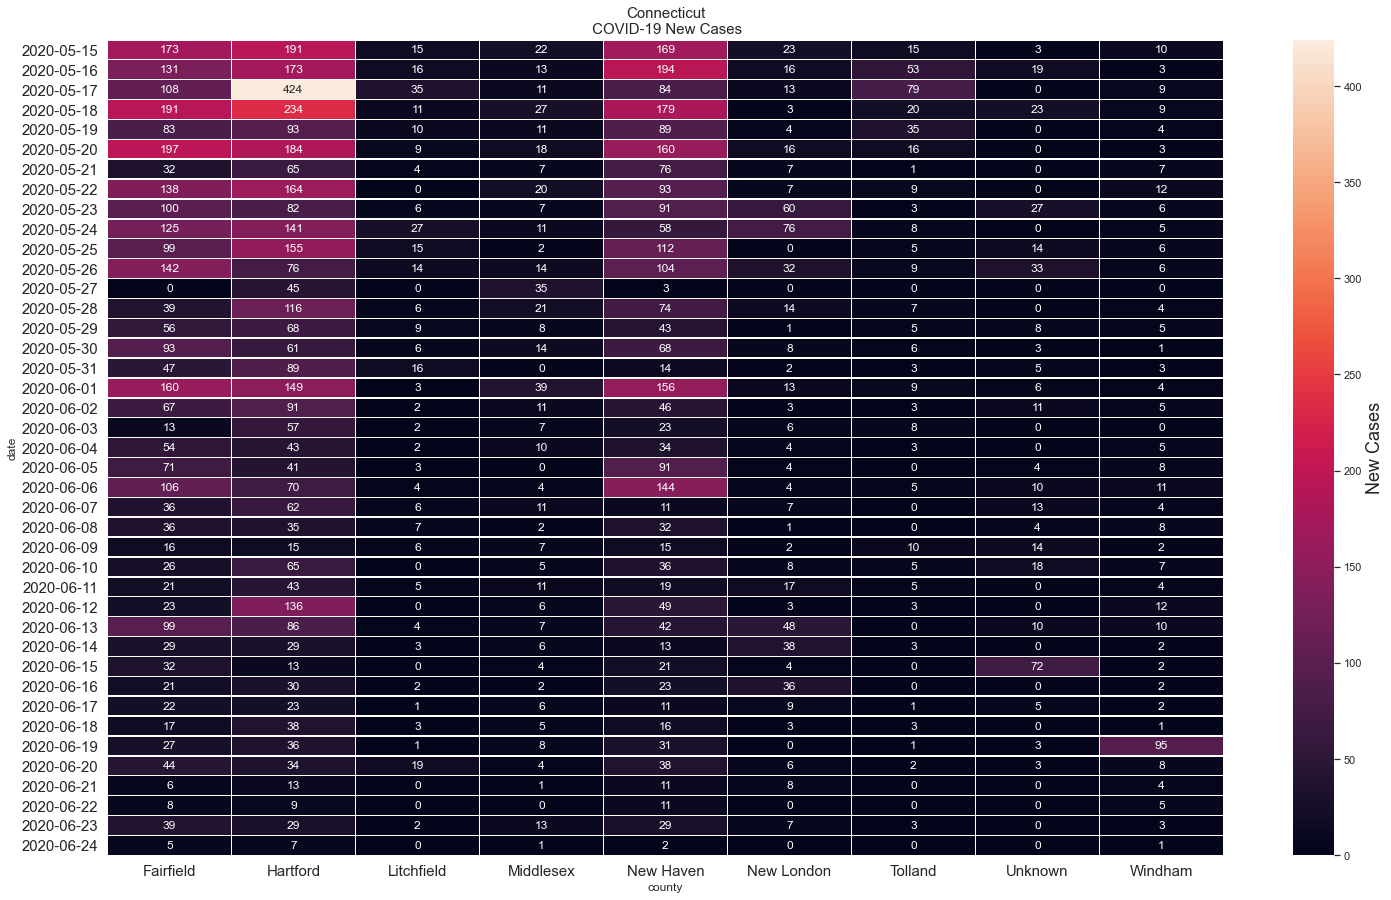 Connecticut
COVID-19 New Cases
2020-05-15 173 191 15 22 169 23 15 3 10
2020-05-16 131 173 16 13 194 16 53 19 3
2020-05-17 108 424 35 11 84 13 79 0 9
2020-05-18 191 234 11 27 179 3 20 23 9
2020-05-19 83 93 10 11 89 4 35 0 4
2020-05-20 197 184 9 18 160 16 16 0 3
2020-05-21 32 65 4 7 76 7 1 0 7
2020-05-22 138 164 0 20 93 7 9 0 12
2020-05-23 100 82 6 7 91 60 3 27 6
2020-05-24 125 141 27 11 58 76 8 0 5
2020-05-25 99 155 15 2 112 0 5 14 6
2020-05-26 142 76 14 14 104 32 9 33 6
2020-05-27 0 45 0 35 3 0 0 0 0
2020-05-28 39 116 6 21 74 14 7 0 4
2020-05-29 56 68 9 8 43 1 5 8 5
2020-05-30 93 61 6 14 68 8 6 3 1
2020-05-31 47 89 16 0 14 2 3 5 3
2020-06-01 160 149 3 39 156 13 9 6 4
2020-06-02 67 91 2 11 46 3 3 11 5
2020-06-03 13 57 2 7 23 6 8 0 0
2020-06-04 54 43 2 10 34 4 3 0 5
2020-06-05 71 41 3 0 91 4 0 4 8
2020-06-06 106 70 4 4 144 4 5 10 11
2020-06-07 36 62 6 11 11 7 0 13 4
2020-06-08 36 35 7 2 32 1 0 4 8
2020-06-09 16 15 6 7 15 2 10 14 2
2020-06-10 26 65 0 5 36 8 5 18 7
2020-06-11 21 43 5 11 19 17 5 0 4
2020-06-12 23 136 0 6 49 3 3 0 12
2020-06-13 99 86 4 7 42 48 0 10 10
2020-06-14 29 29 3 6 13 38 3 0 2
2020-06-15 32 13 0 4 21 4 0 72 2
2020-06-16 21 30 2 2 23 36 0 0 2
2020-06-17 22 23 1 6 11 9 1 5 2
2020-06-18 17 38 3 5 16 3 3 0 1
2020-06-19 27 36 1 8 31 0 1 3 95
2020-06-20 44 34 19 4 38 6 2 3 8
2020-06-21 6 13 0 1 11 8 0 0 4
2020-06-22 8 9 0 0 11 0 0 0 5
2020-06-23 39 29 2 13 29 7 3 0 3
2020-06-24 5 7 0 1 2 0 0 0 1
Fairfield Hartford Litchfield Middlesex New Haven New London Tolland Unknown Windham
county
date
400
350
300
250
200
150
100
50
0
New Cases